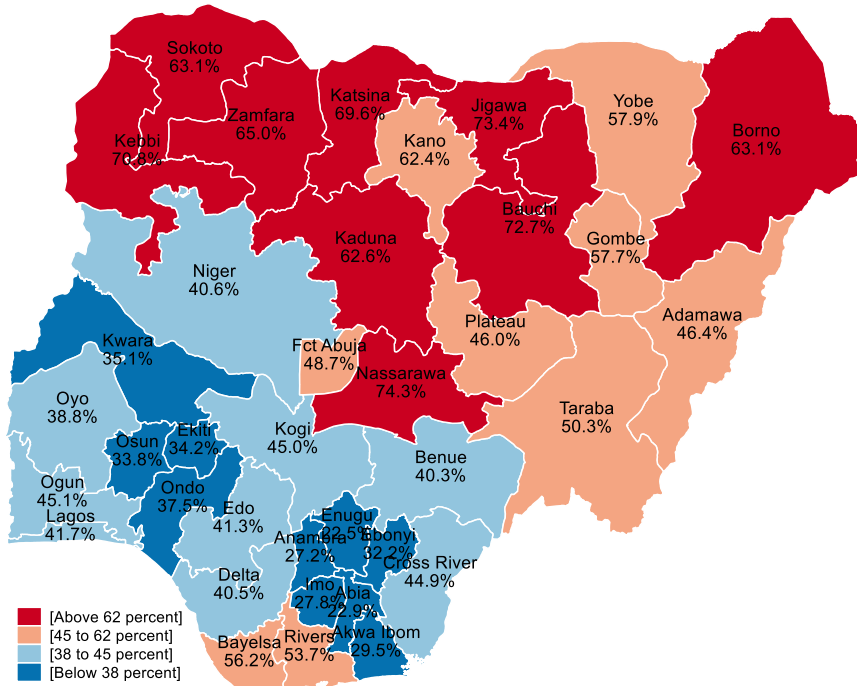 Sokoto
63.1%
Katsina
69.6%
Zamfara
65.0%
Jigawa
73.4%
Yobe
57.9%
Borno
63.1%
Kebbi
70.8%
Kano
62.4%
Bauchi
72.7%
Kaduna
62.6%
Gombe
57.7%
Niger
40.6%
Plateau
46.0%
Adamawa
46.4%
Kwara
35.1%
Fct Abuja
48.7%
Nassarawa
74.3%
Oyo
38.8%
Taraba
50.3%
Kogi
45.0%
Ekiti
34.2%
Osun
33.8%
Benue
40.3%
Ogun
45.1%
Ondo
37.5%
Edo
41.3%
Lagos
41.7%
Enugu
22.5%
Ebonyi
32.2%
Anambra
27.2%
Cross River
44.9%
Delta
40.5%
Imo
27.8%
Abia
22.9%
Akwa Ibom
29.5%
Rivers
53.7%
Bayelsa
56.2%
[Above 62 percent]
[45 to 62 percent]
[38 to 45 percent]
[Below 38 percent]